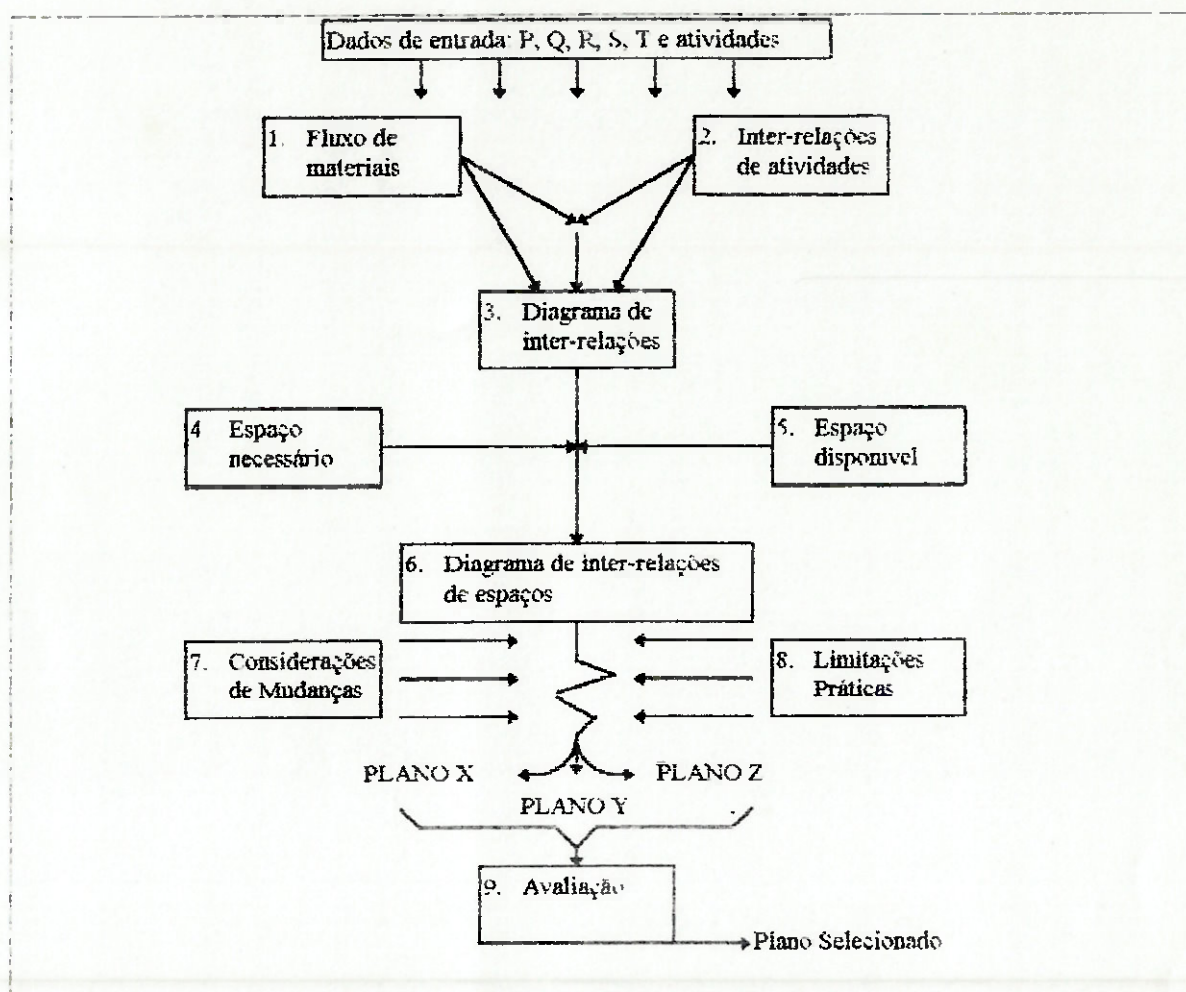 Dados de entrada: P, Q, R, S, T e atividades
1. Fluxo de
materiais
2. Inter-relações
de atividades
3. Diagrama de
inter-relações
4 Espaço
necessário
5. Espaço
disponível
6. Diagrama de inter-relações
de espaços
7. Considerações
de Mudanças
8. Limitações
Práticas
PLANO X
PLANO Z
PLANO Y
9. Avaliação
Plano Selecionado